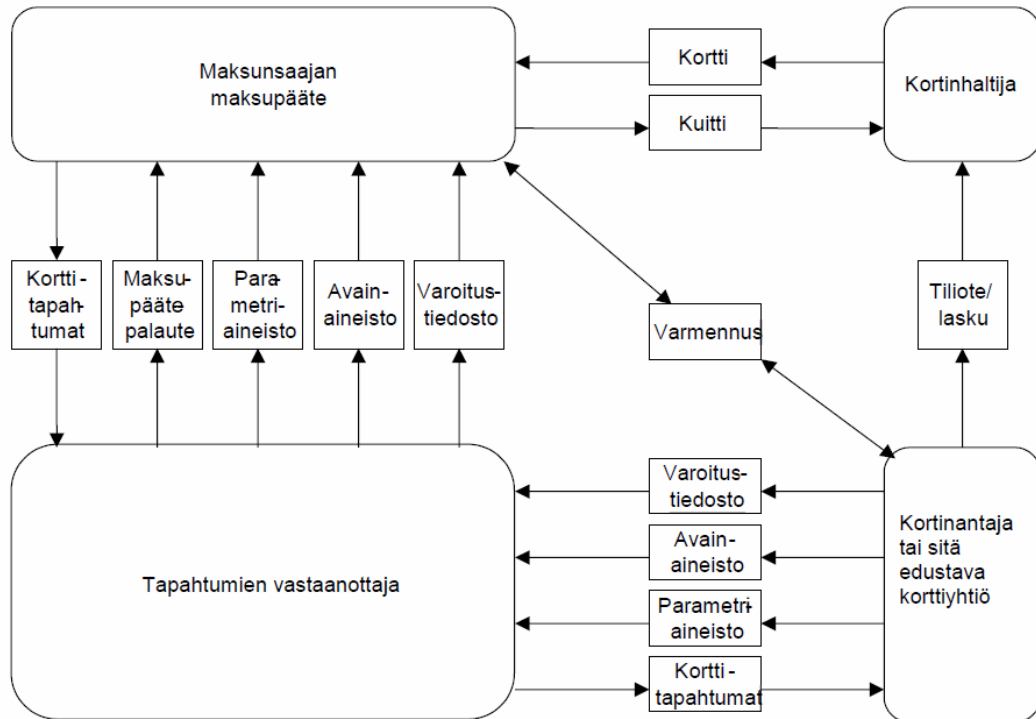 Maksunsaajan
maksupääte
Kortti
Kuitti
Kortinhaltija
Kortti -
tapah-
tumat
Maksu-
pääte-
palaute
Para-
metri-
aineisto
Avain-
aineisto
Varoitus-
tiedosto
Varmennus
Tiliote/
lasku
Tapahtumien vastaanottaja
Varoitus-
tiedosto
Avain-
aineisto
Parametri-
aineisto
Kortti -
tapahtumat
Kortinantaja
tai sitä
edustava
korttiyhtiö